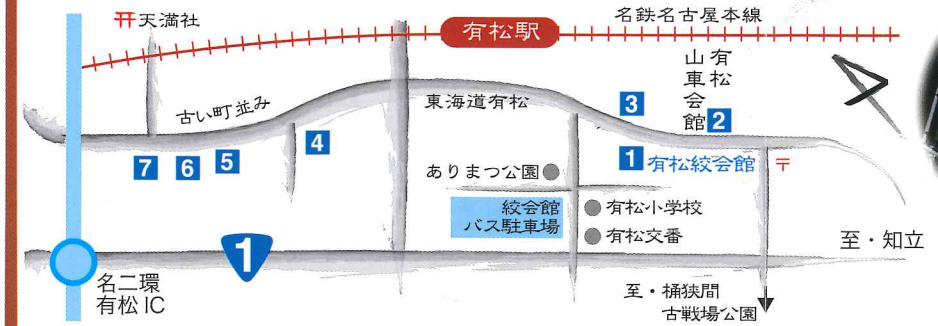 天満社
有松駅
名鉄名古屋本線
古い町並み
東海道有松
有松
山車会館
3
2
4
7
6
5
1 有松絞会館
〒
ありまつ公園
絞会館
バス駐車場
有松小学校
有松交番
1
名二環
有松 IC
至・知立
至・桶狭間
古戦場公園